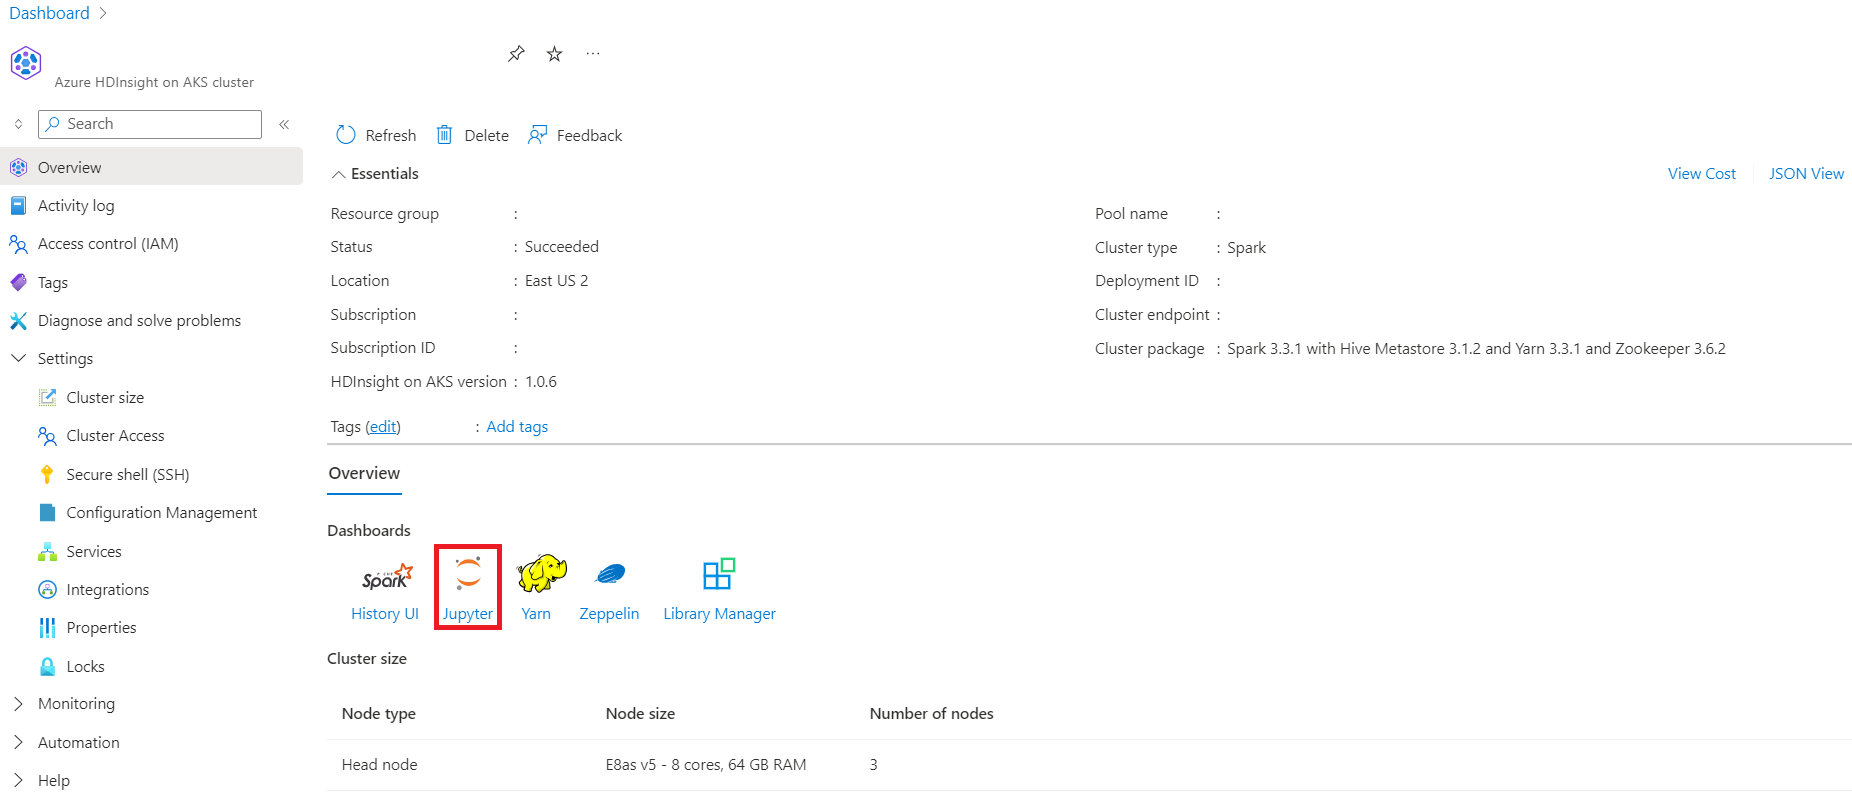 Dashboard
Azure HDInsight on AKS cluster
Search
Overview
Activity log
Access control (IAM)
Tags
Diagnose and solve problems
Settings
Cluster size
Cluster Access
Secure shell (SSH)
Configuration Management
Services
Integrations
Properties
Locks
Monitoring
Automation
Help
Refresh Delete Feedback
Essentials
View Cost JSON View
Resource group :
Status : Succeeded
Location : East US 2
Subscription :
Subscription ID :
HDInsight on AKS version : 1.0.6
Pool name :
Cluster type : Spark
Deployment ID :
Cluster endpoint :
Cluster package : Spark 3.3.1 with Hive Metastore 3.1.2 and Yarn 3.3.1 and Zookeeper 3.6.2
Tags (edit) : Add tags
Overview
Dashboards
Spark
History UI Jupyter Yarn Zeppelin Library Manager
Cluster size
Node type Node size Number of nodes
Head node E8as v5 - 8 cores, 64 GB RAM 3